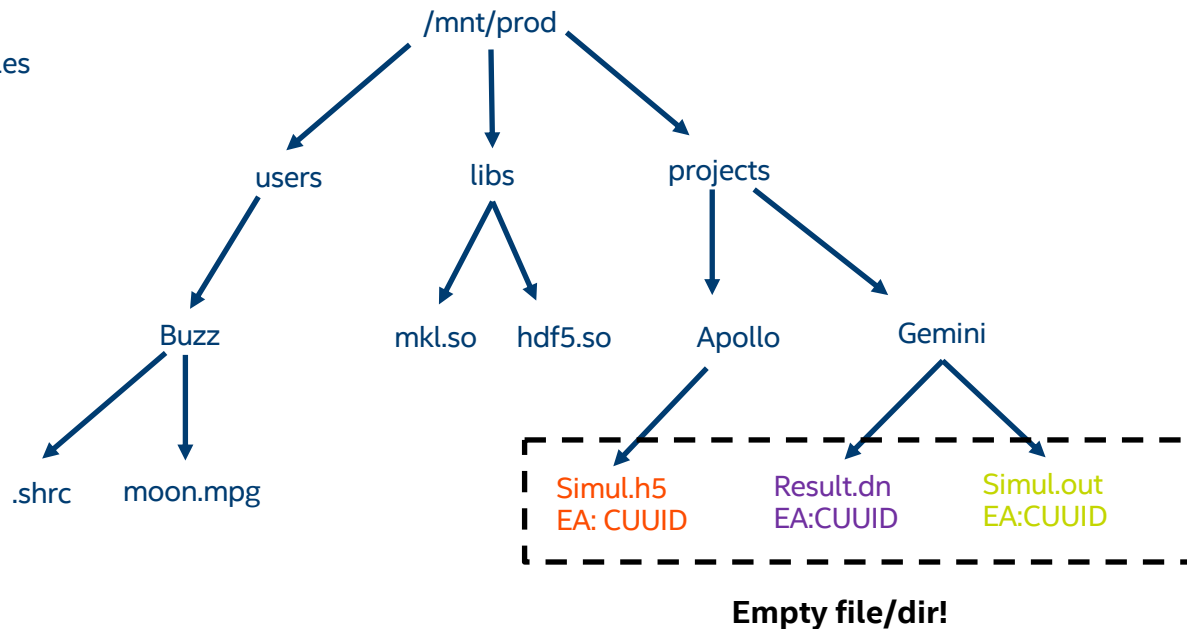 /mnt/prod
users
libs
projects
Buzz
mkl.so
hdf5.so
Apollo
Gemini
.shrc
moon.mpg
Simul.h5
EA: CUUID
Result.dn
EA:CUUID
Simul.out
EA:CUUID
Empty file/dir!